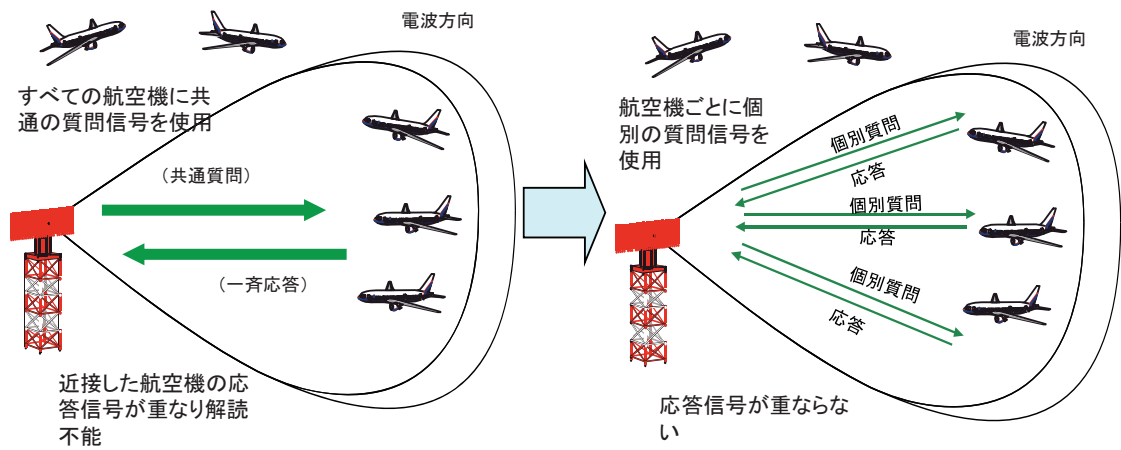 電波方向
すべての航空機に共
通の質問信号を使用
（共通質問）
（一斉応答）
近接した航空機の応
答信号が重なり解読
不能
電波方向
航空機ごとに個
別の質問信号を
使用
個別質問
応答
個別質問
応答
個別質問
応答
応答信号が重ならな
い